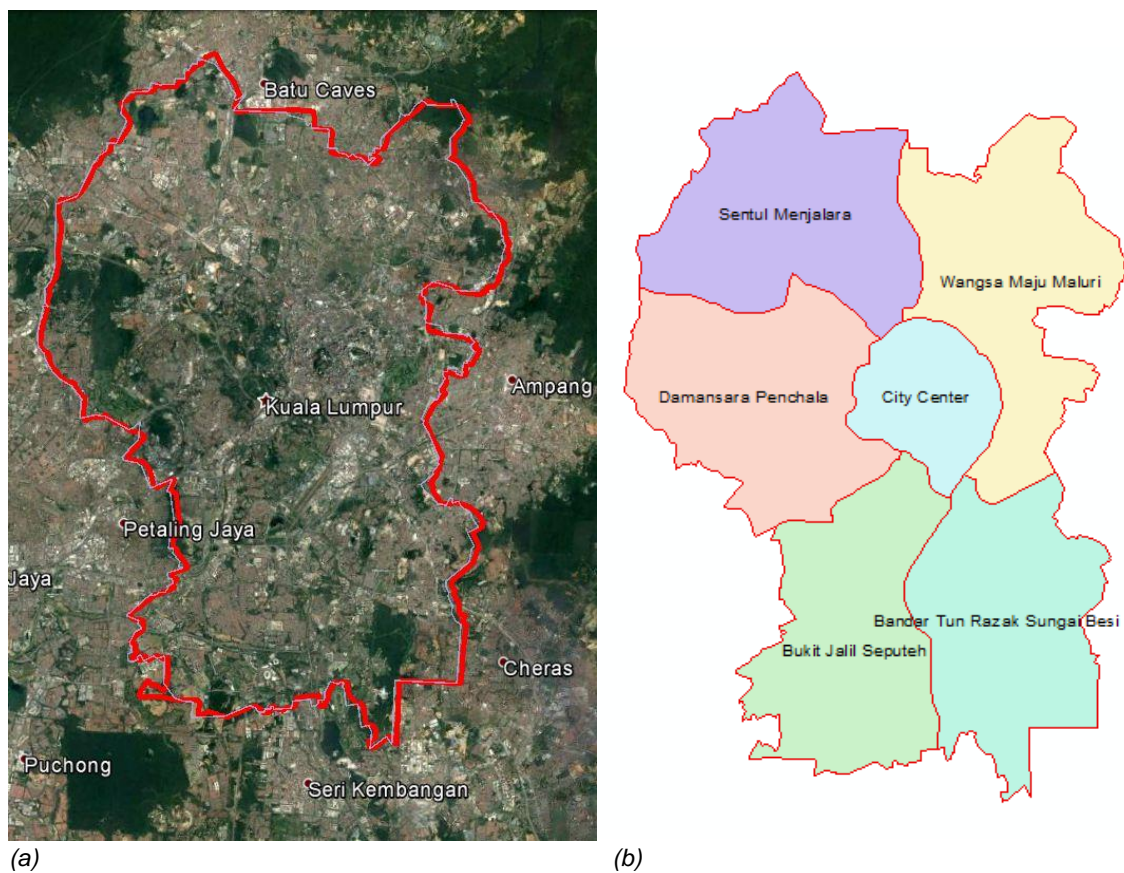 Batu Caves
Ampang
Kuala Lumpur
Petaling Jaya
Jaya
Cheras
Puchong
Seri Kembangan
(a)
Sentul Menjalara
Wangsa Maju Maluri
Damansara Penchala
City Center
Bandar Tun Razak Sungai Besi
Bukit Jalil Seputeh
(b)